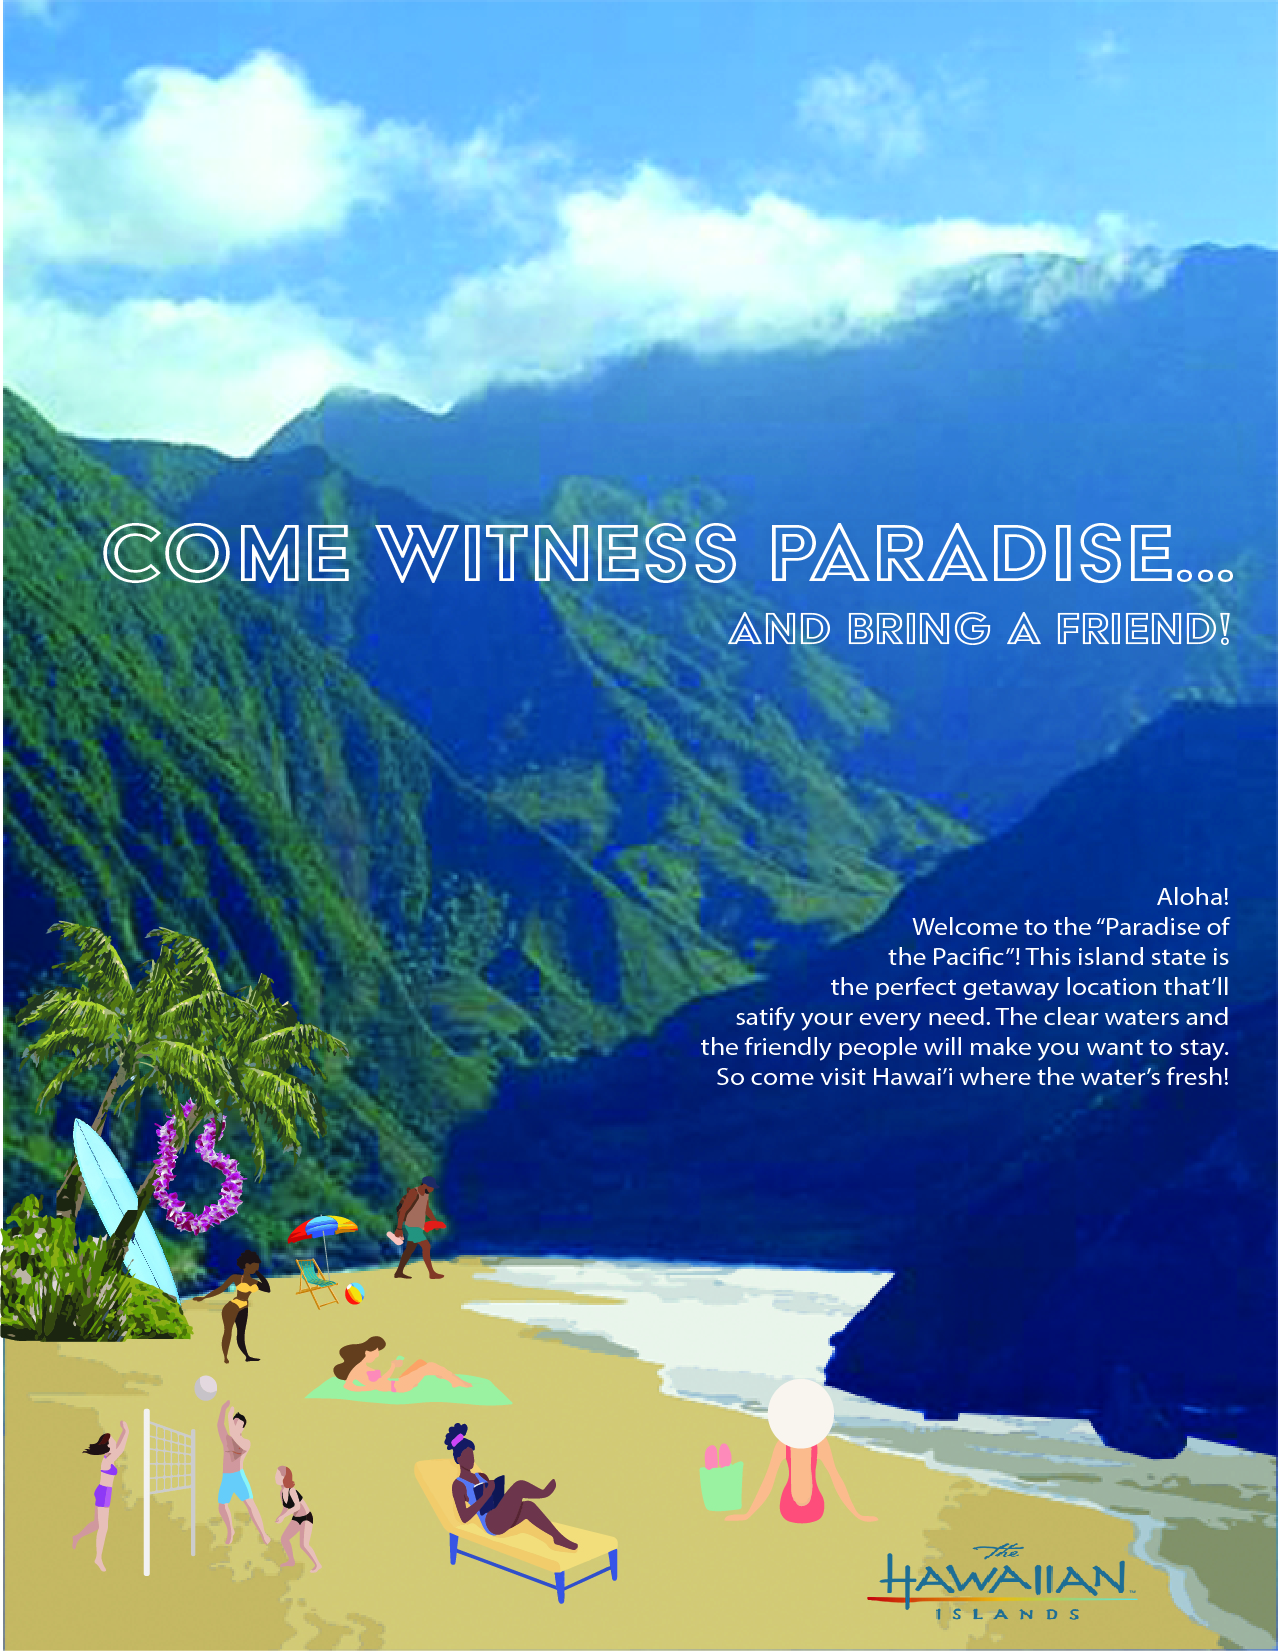 COME WITNESS PARADISE...
AND BRING A FRIEND!
Aloha!
Welcome to the “Paradise of
the Pacific”! This island state is
the perfect getaway location that’ll
satify your every need. The clear waters and
the friendly people will make you want to stay.
So come visit Hawai’i where the water’s fresh!
The
HAWAIIAN™
ISLANDS